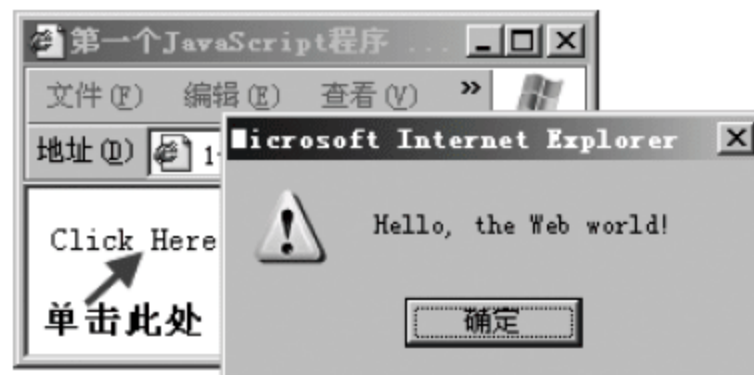 第一个JavaScript程序 ...
文件(F) 编辑(E) 查看(V) »
地址(D) 1-
Microsoft Internet Explorer
Click Here
Hello, the Web world!
单击此处
确定